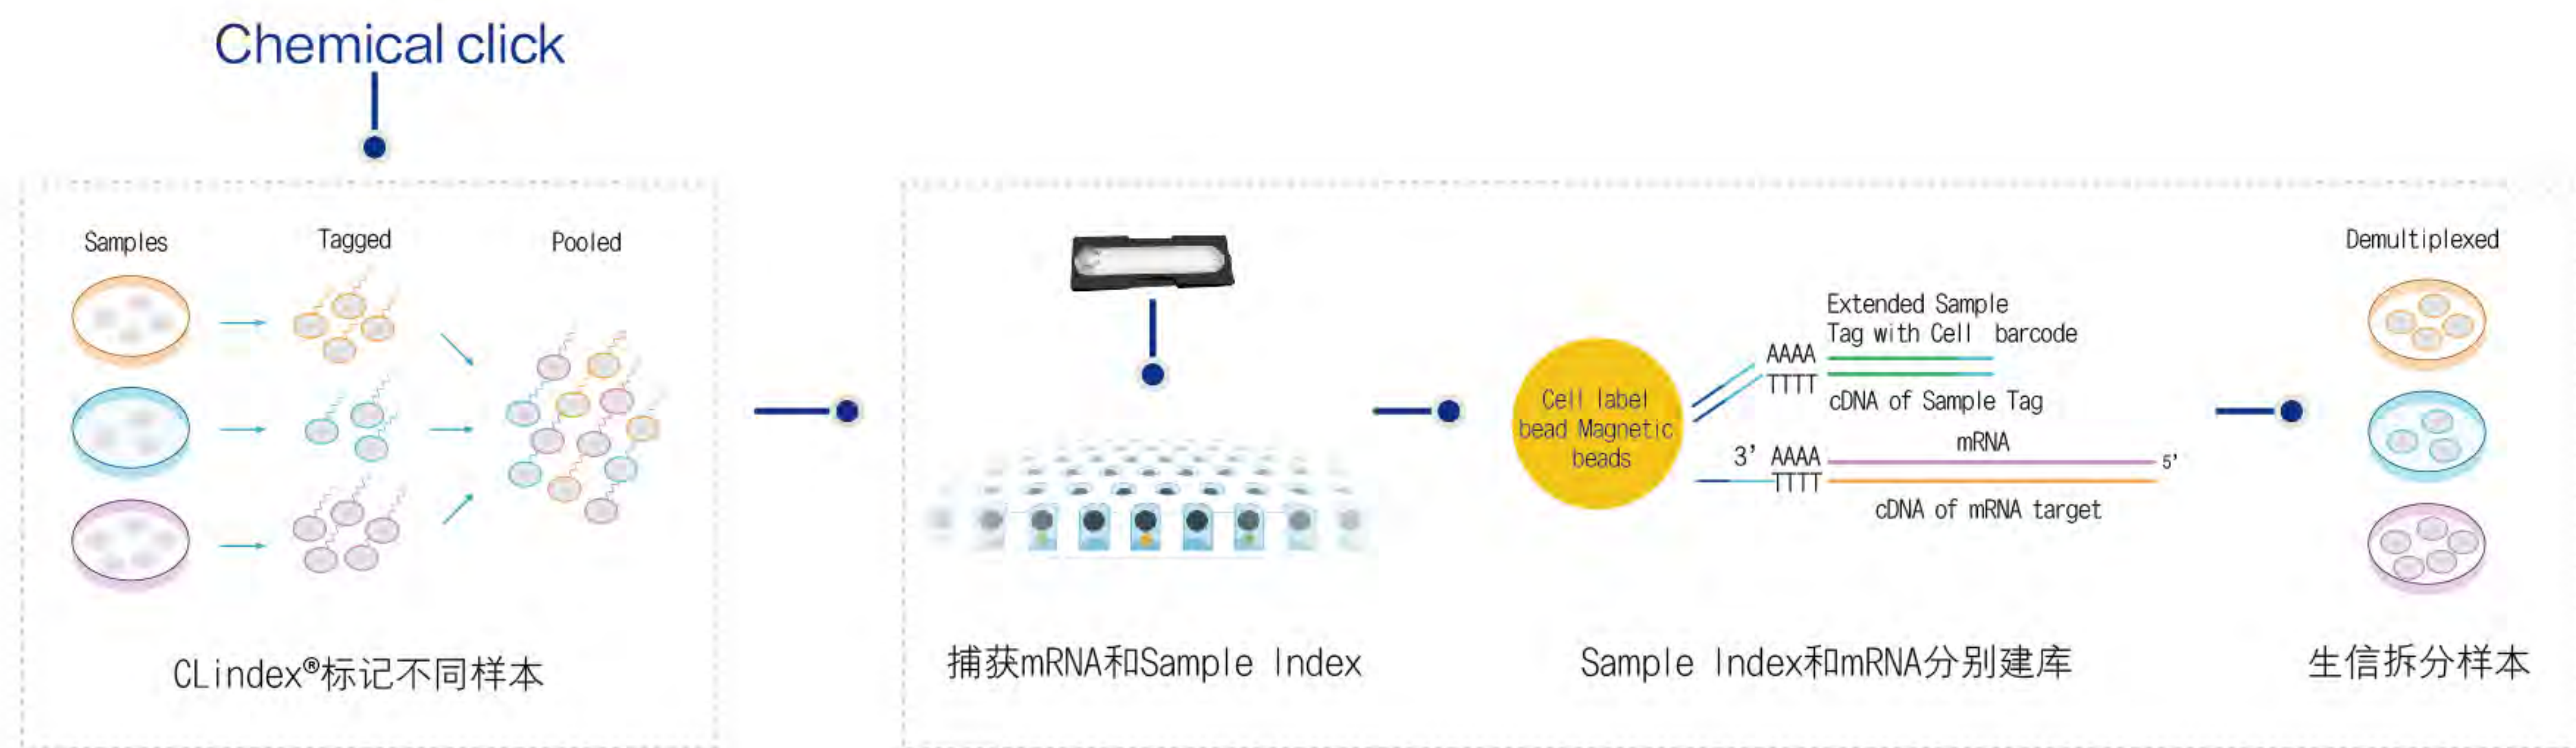 Chemical click
Samples
Tagged
Pooled
CLindex®标记不同样本
捕获mRNA和Sample Index
Cell label
bead Magnetic
beads
Extended Sample
Tag with Cell barcode
AAAA
TTTT
cDNA of Sample Tag
mRNA
3' AAAA
5'
TTTT
cDNA of mRNA target
Sample Index和mRNA分别建库
Demultiplexed
生信拆分样本